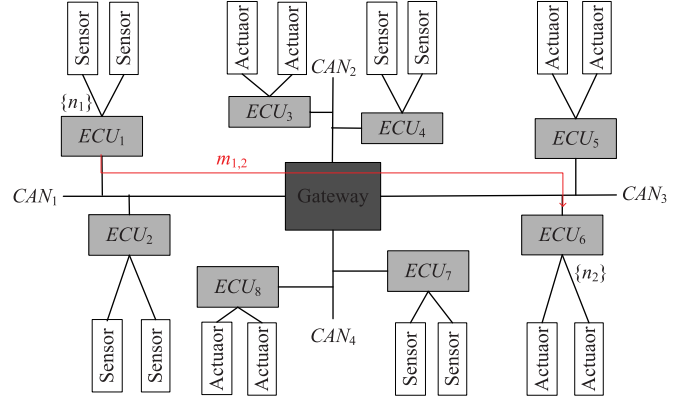 Sensor
Sensor
Actuaor
Actuaor
Sensor
Sensor
Actuaor
Actuaor
CAN₂
{n₁}
ECU₁
ECU₃
ECU₄
ECU₅
m₁,₂
CAN₁
Gateway
CAN₃
ECU₂
ECU₆
ECU₈
ECU₇
{n₂}
CAN₄
Sensor
Sensor
Actuaor
Actuaor
Sensor
Sensor
Actuaor
Actuaor